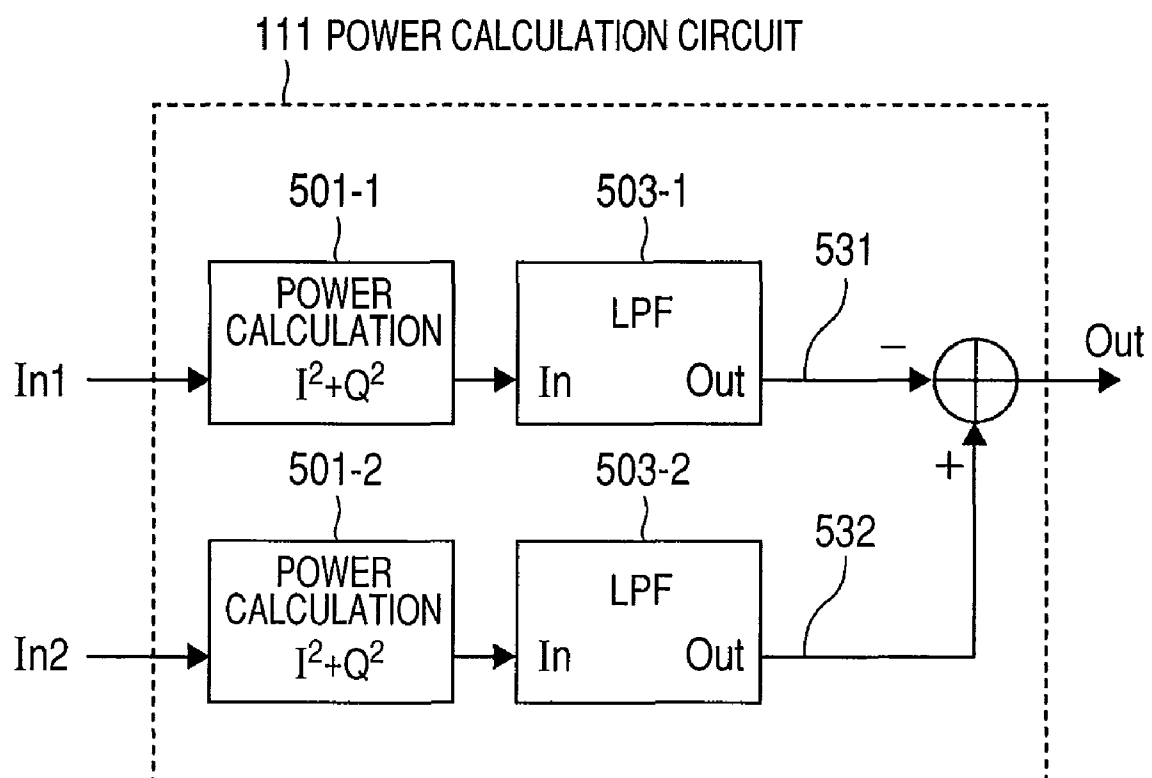 111 POWER CALCULATION CIRCUIT
501-1
503-1
531
POWER
CALCULATION
I²+Q²
LPF
In
Out
In1
−
Out
501-2
503-2
+
532
POWER
CALCULATION
I²+Q²
LPF
In
Out
In2